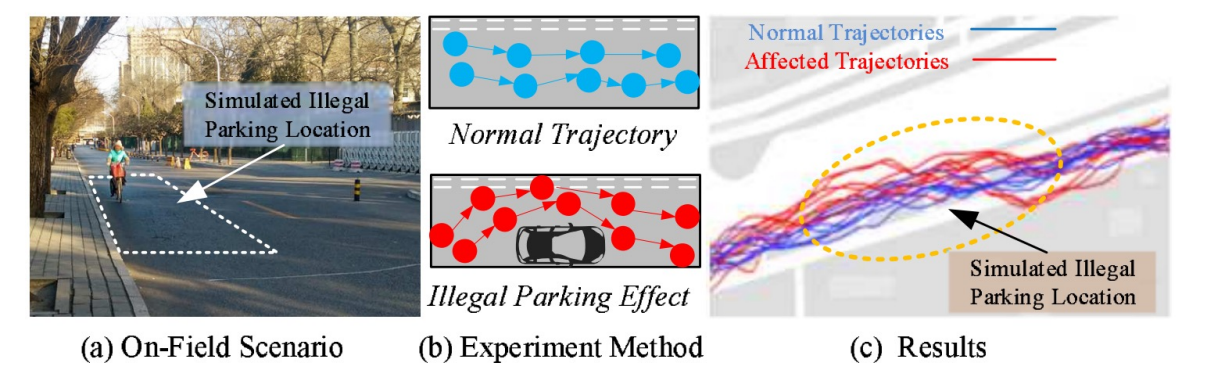 Simulated Illegal
Parking Location
(a) On-Field Scenario
Normal Trajectory
Illegal Parking Effect
(b) Experiment Method
Normal Trajectories
Affected Trajectories
Simulated Illegal
Parking Location
(c) Results